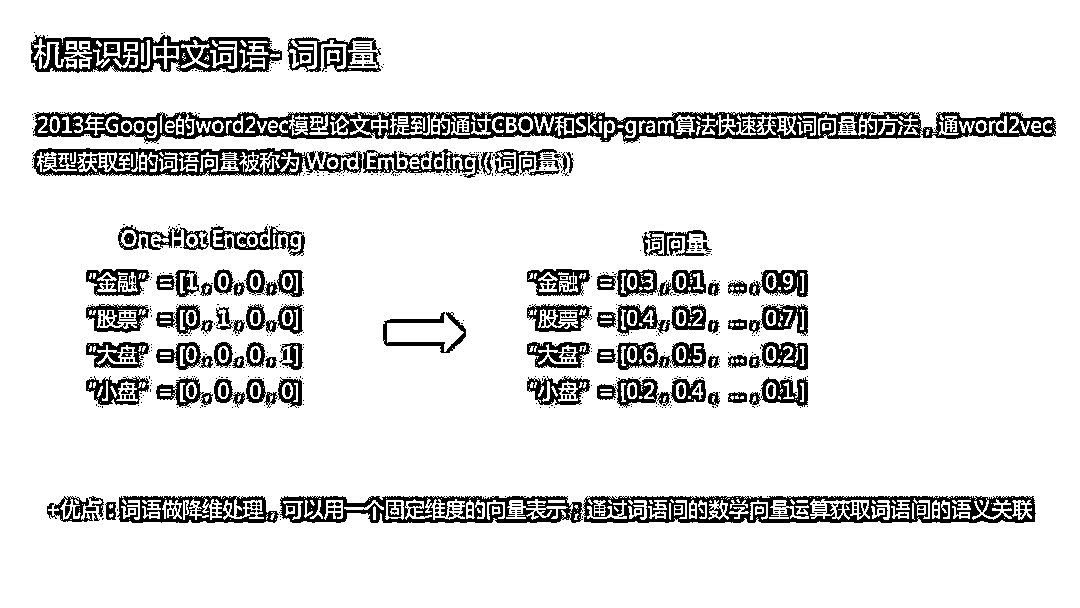 机器识别中文词语- 词向量
2013年Google的word2vec模型论文中提到的通过CBOW和Skip-gram算法快速获取词向量的方法，通word2vec
模型获取到的词语向量被称为 Word Embedding（词向量）
One-Hot Encoding
“金融” =[1，0，0，0]
“股票” =[0，1，0，0]
“大盘” =[0，0，0，1]
“小盘” =[0，0，0，0]
词向量
“金融” = [0.3，0.1，...，0.9]
“股票” = [0.4，0.2，...，0.7]
“大盘” = [0.6，0.5，...，0.2]
“小盘” = [0.2，0.4，...，0.1]
+优点：词语做降维处理，可以用一个固定维度的向量表示；通过词语间的数学向量运算获取词语间的语义关联